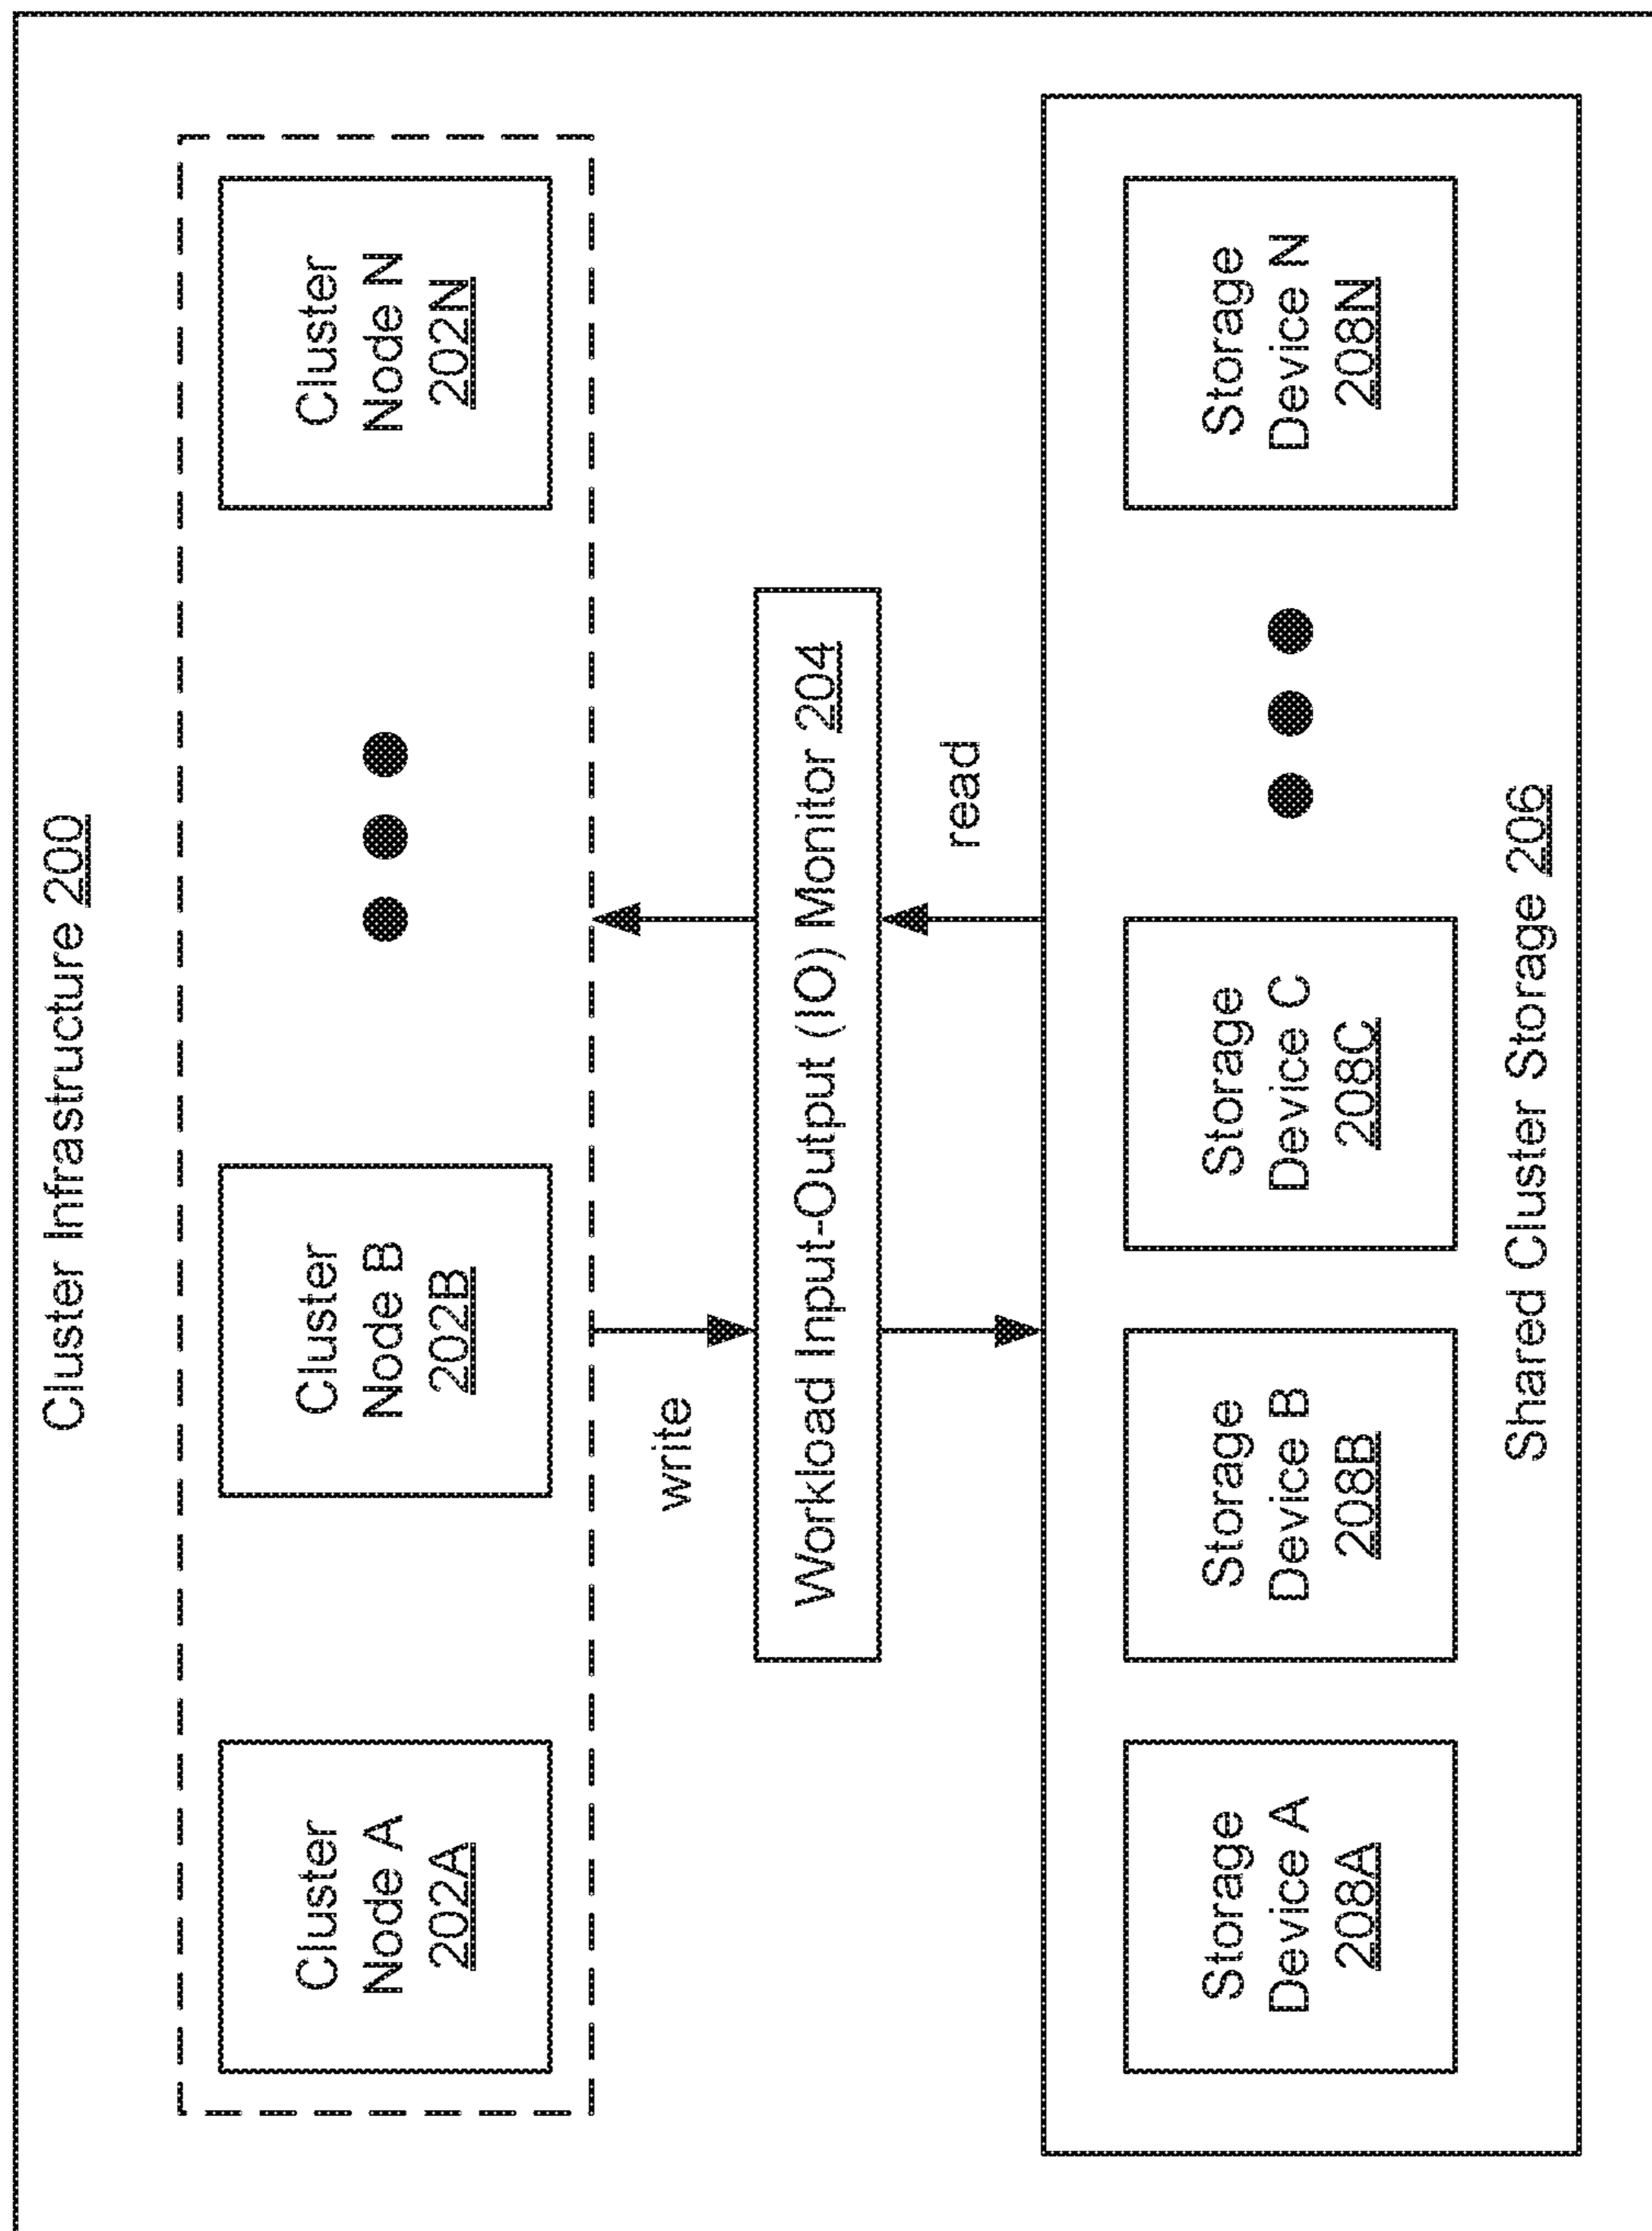 Cluster Infrastructure 200
Cluster
Node A
202A
Cluster
Node B
202B
Cluster
Node N
202N
write
Workload Input-Output (IO) Monitor 204
read
Storage
Device A
208A
Storage
Device B
208B
Storage
Device C
208C
Storage
Device N
208N
Shared Cluster Storage 206